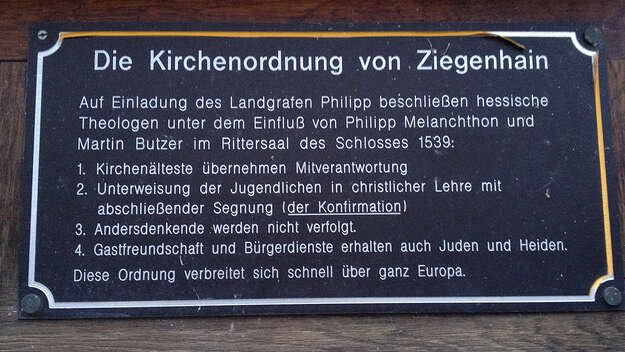 Die Kirchenordnung von Ziegenhain
Auf Einladung des Landgrafen Philipp beschließen hessische
Theologen unter dem Einfluß von Philipp Melanchthon und
Martin Butzer im Rittersaal des Schlosses 1539:
1. Kirchenälteste übernehmen Mitverantwortung
2. Unterweisung der Jugendlichen in christlicher Lehre mit
abschließender Segnung (der Konfirmation)
3. Andersdenkende werden nicht verfolgt.
4. Gastfreundschaft und Bürgerdienste erhalten auch Juden und Heiden.
Diese Ordnung verbreitet sich schnell über ganz Europa.